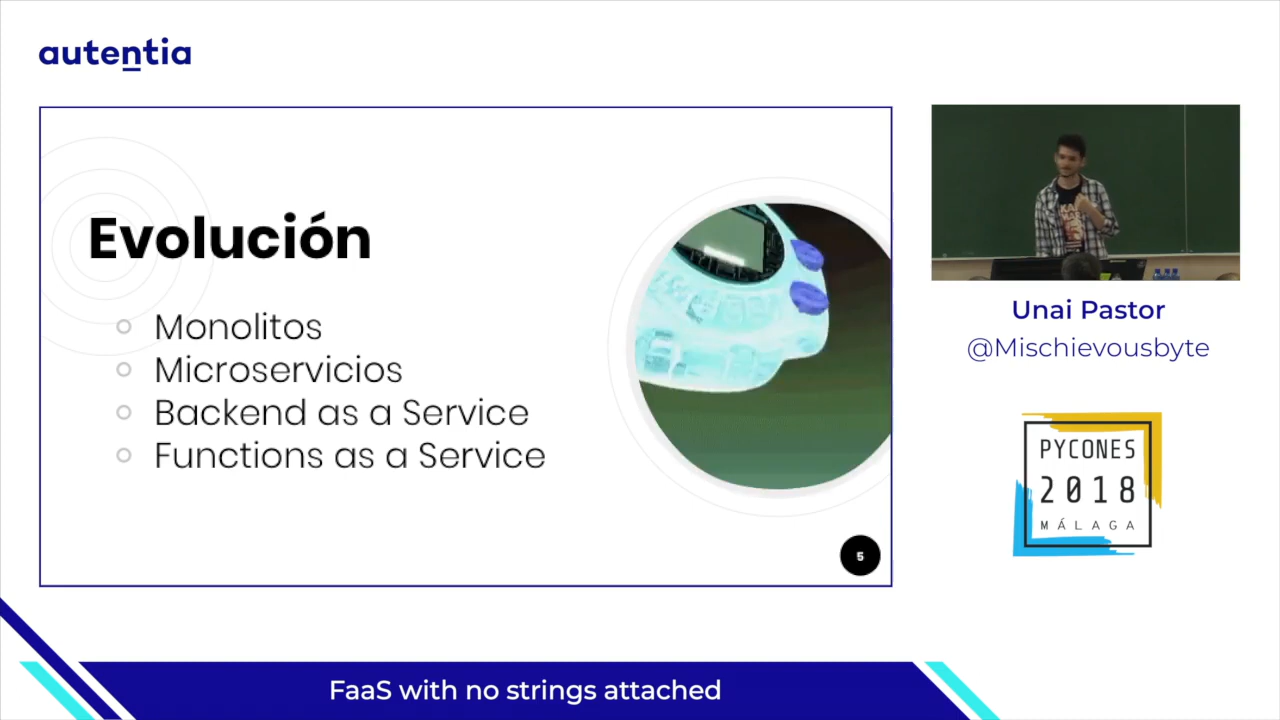 autentia
Evolución
Monolitos
Microservicios
Backend as a Service
Functions as a Service
5
Unai Pastor
@Mischievousbyte
PYCONES
2018
MÁLAGA
FaaS with no strings attached